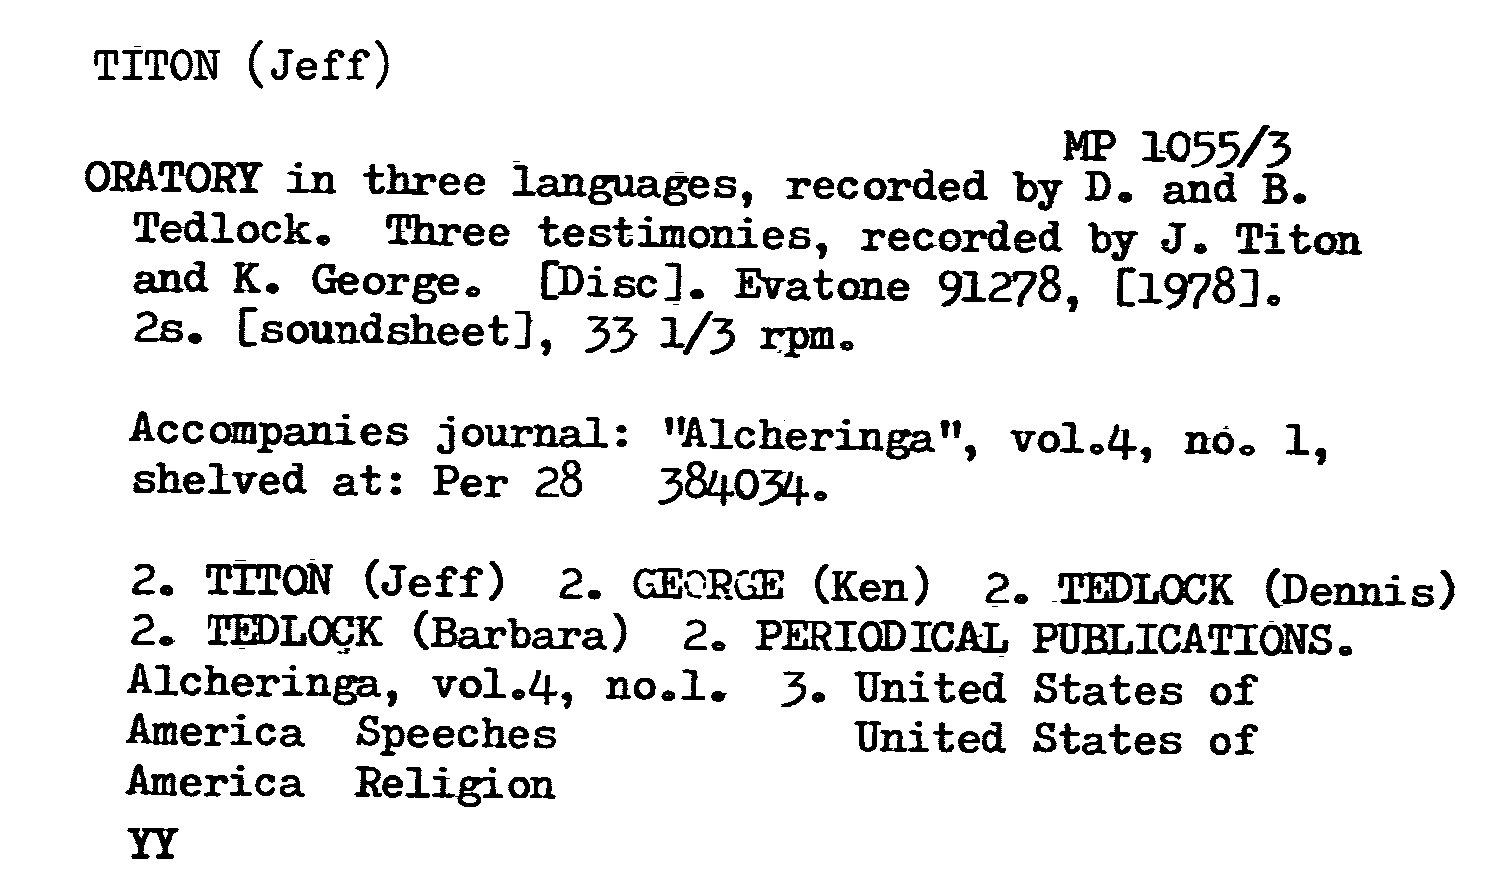 TITON (Jeff)
MP 1055/3
ORATORY in three languages, recorded by D. and B.
Tedlock. Three testimonies, recorded by J. Titon
and K. George. [Disc]. Evatone 91278, [1978].
2s. [soundsheet], 33 1/3 rpm.
Accompanies journal: "Alcheringa", vol.4, no. 1,
shelved at: Per 28 384034.
2. TITON (Jeff) 2. GEORGE (Ken) 2. TEDLOCK (Dennis)
2. TEDLOCK (Barbara) 2. PERIODICAL PUBLICATIONS.
Alcheringa, vol.4, no.1. 3. United States of
America Speeches United States of
America Religion
YY